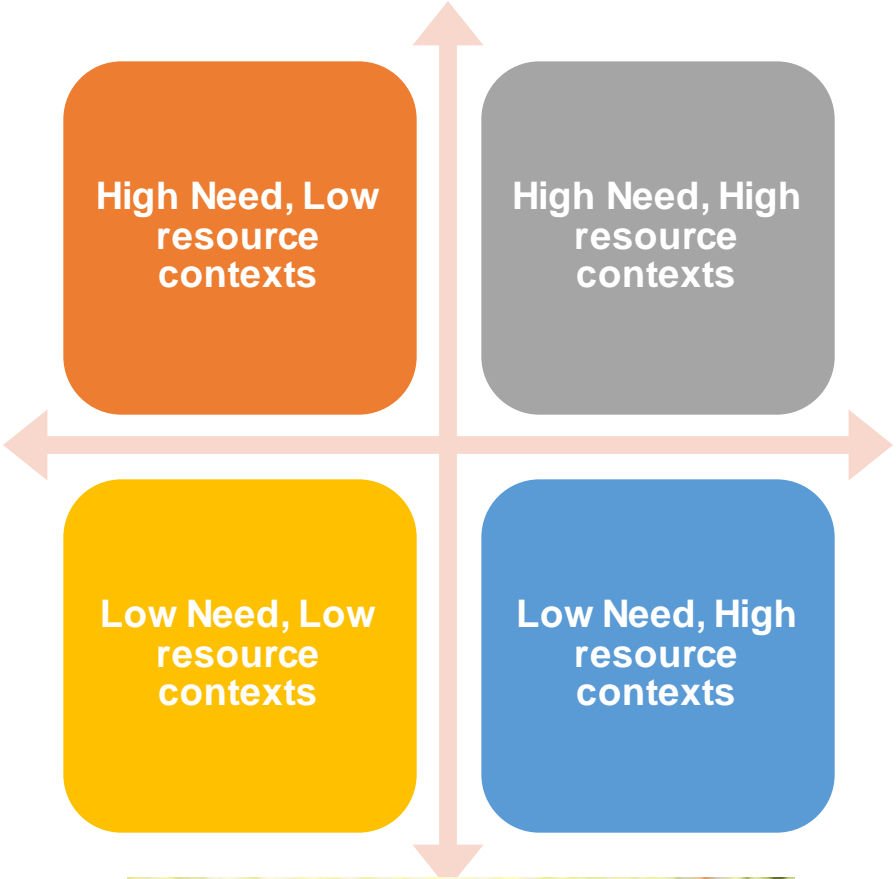 High Need, Low
resource
contexts
High Need, High
resource
contexts
Low Need, Low
resource
contexts
Low Need, High
resource
contexts